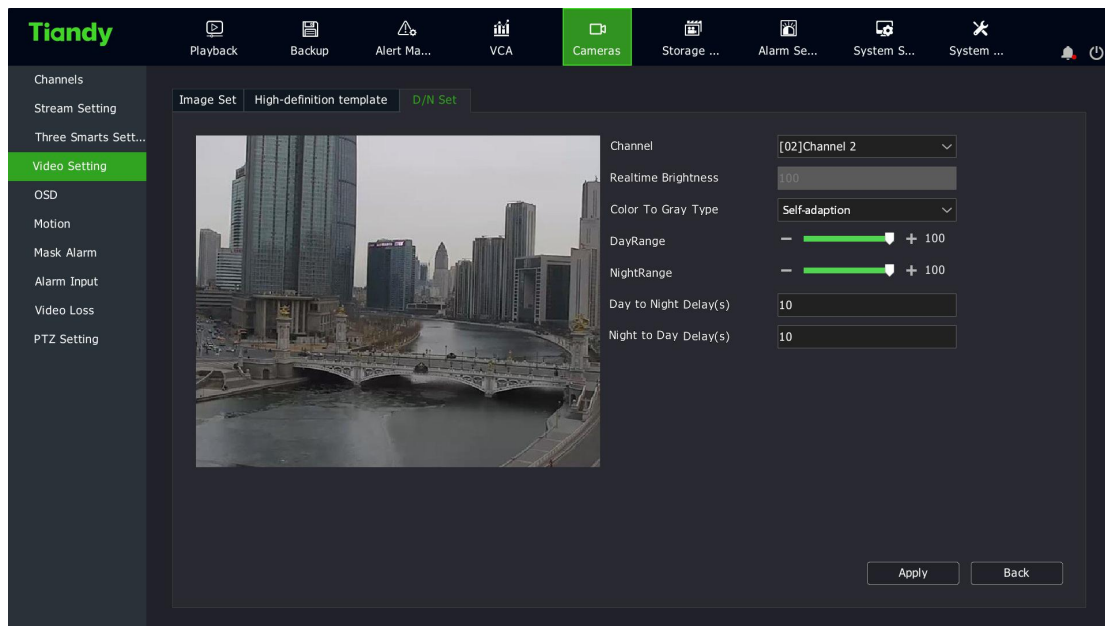 Tiandy
Playback
Backup
Alert Ma...
VCA
Cameras
Storage ...
Alarm Se...
System S...
System ...
Channels
Stream Setting
Three Smarts Sett...
Video Setting
OSD
Motion
Mask Alarm
Alarm Input
Video Loss
PTZ Setting
Image Set
High-definition template
D/N Set
Channel
[02]Channel 2
Realtime Brightness
100
Color To Gray Type
Self-adaption
DayRange
100
NightRange
100
Day to Night Delay(s)
10
Night to Day Delay(s)
10
Apply
Back